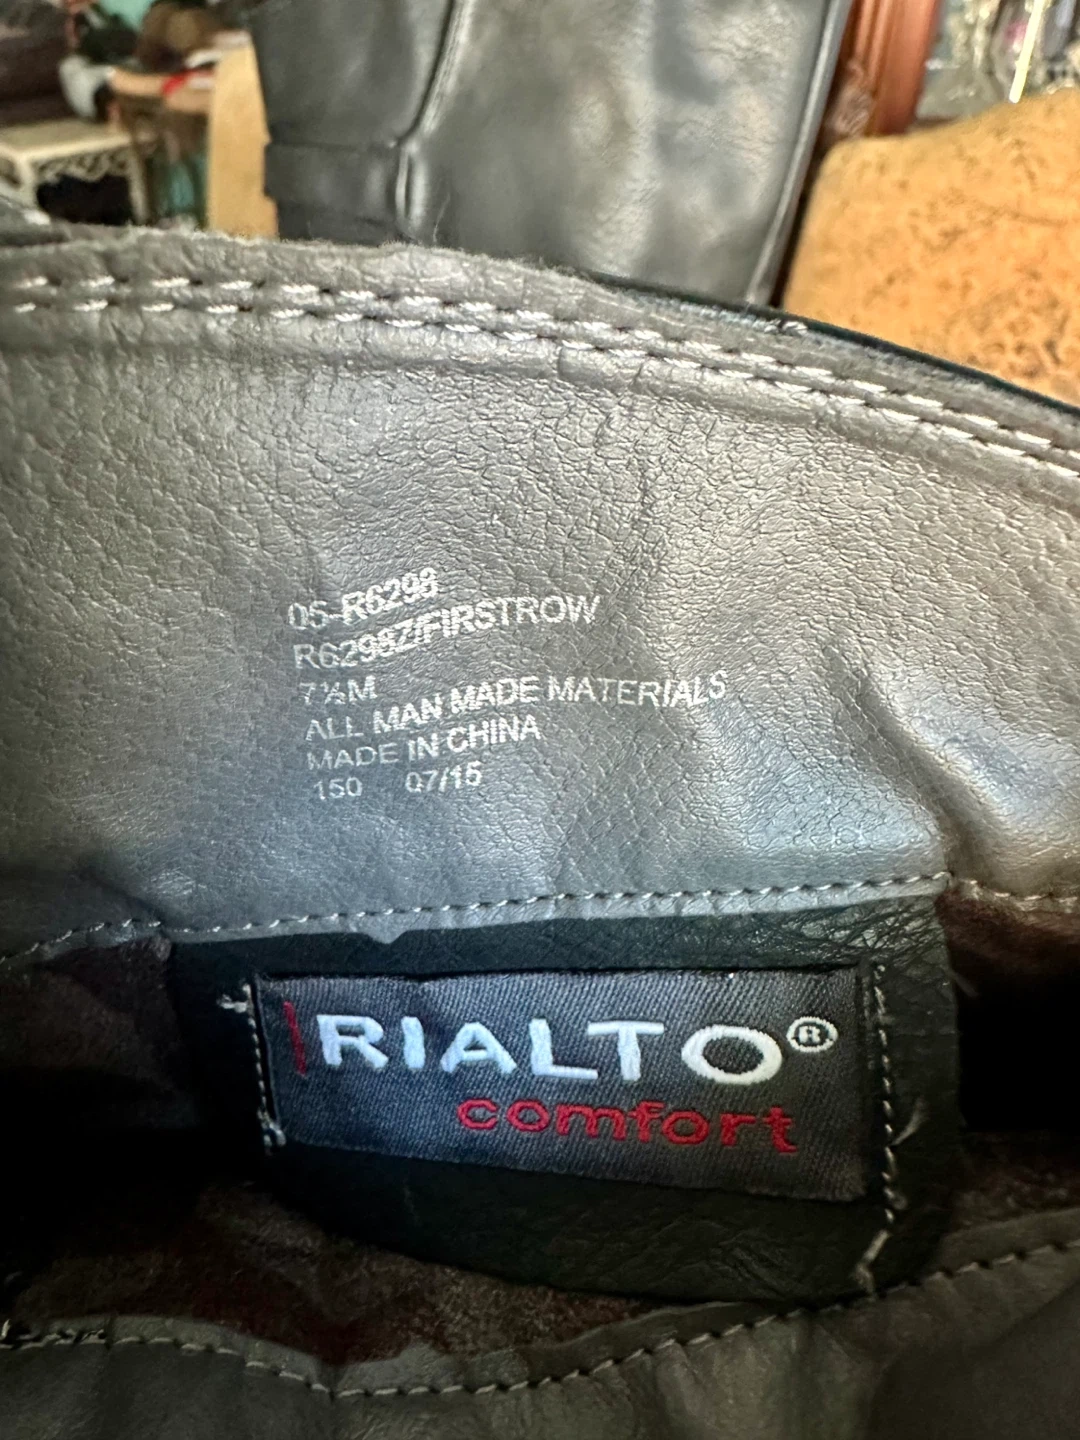 05-R6298
R6298Z/FIRSTROW
7½M
ALL MAN MADE MATERIALS
MADE IN CHINA
150 07/15
RIALTO®
comfort